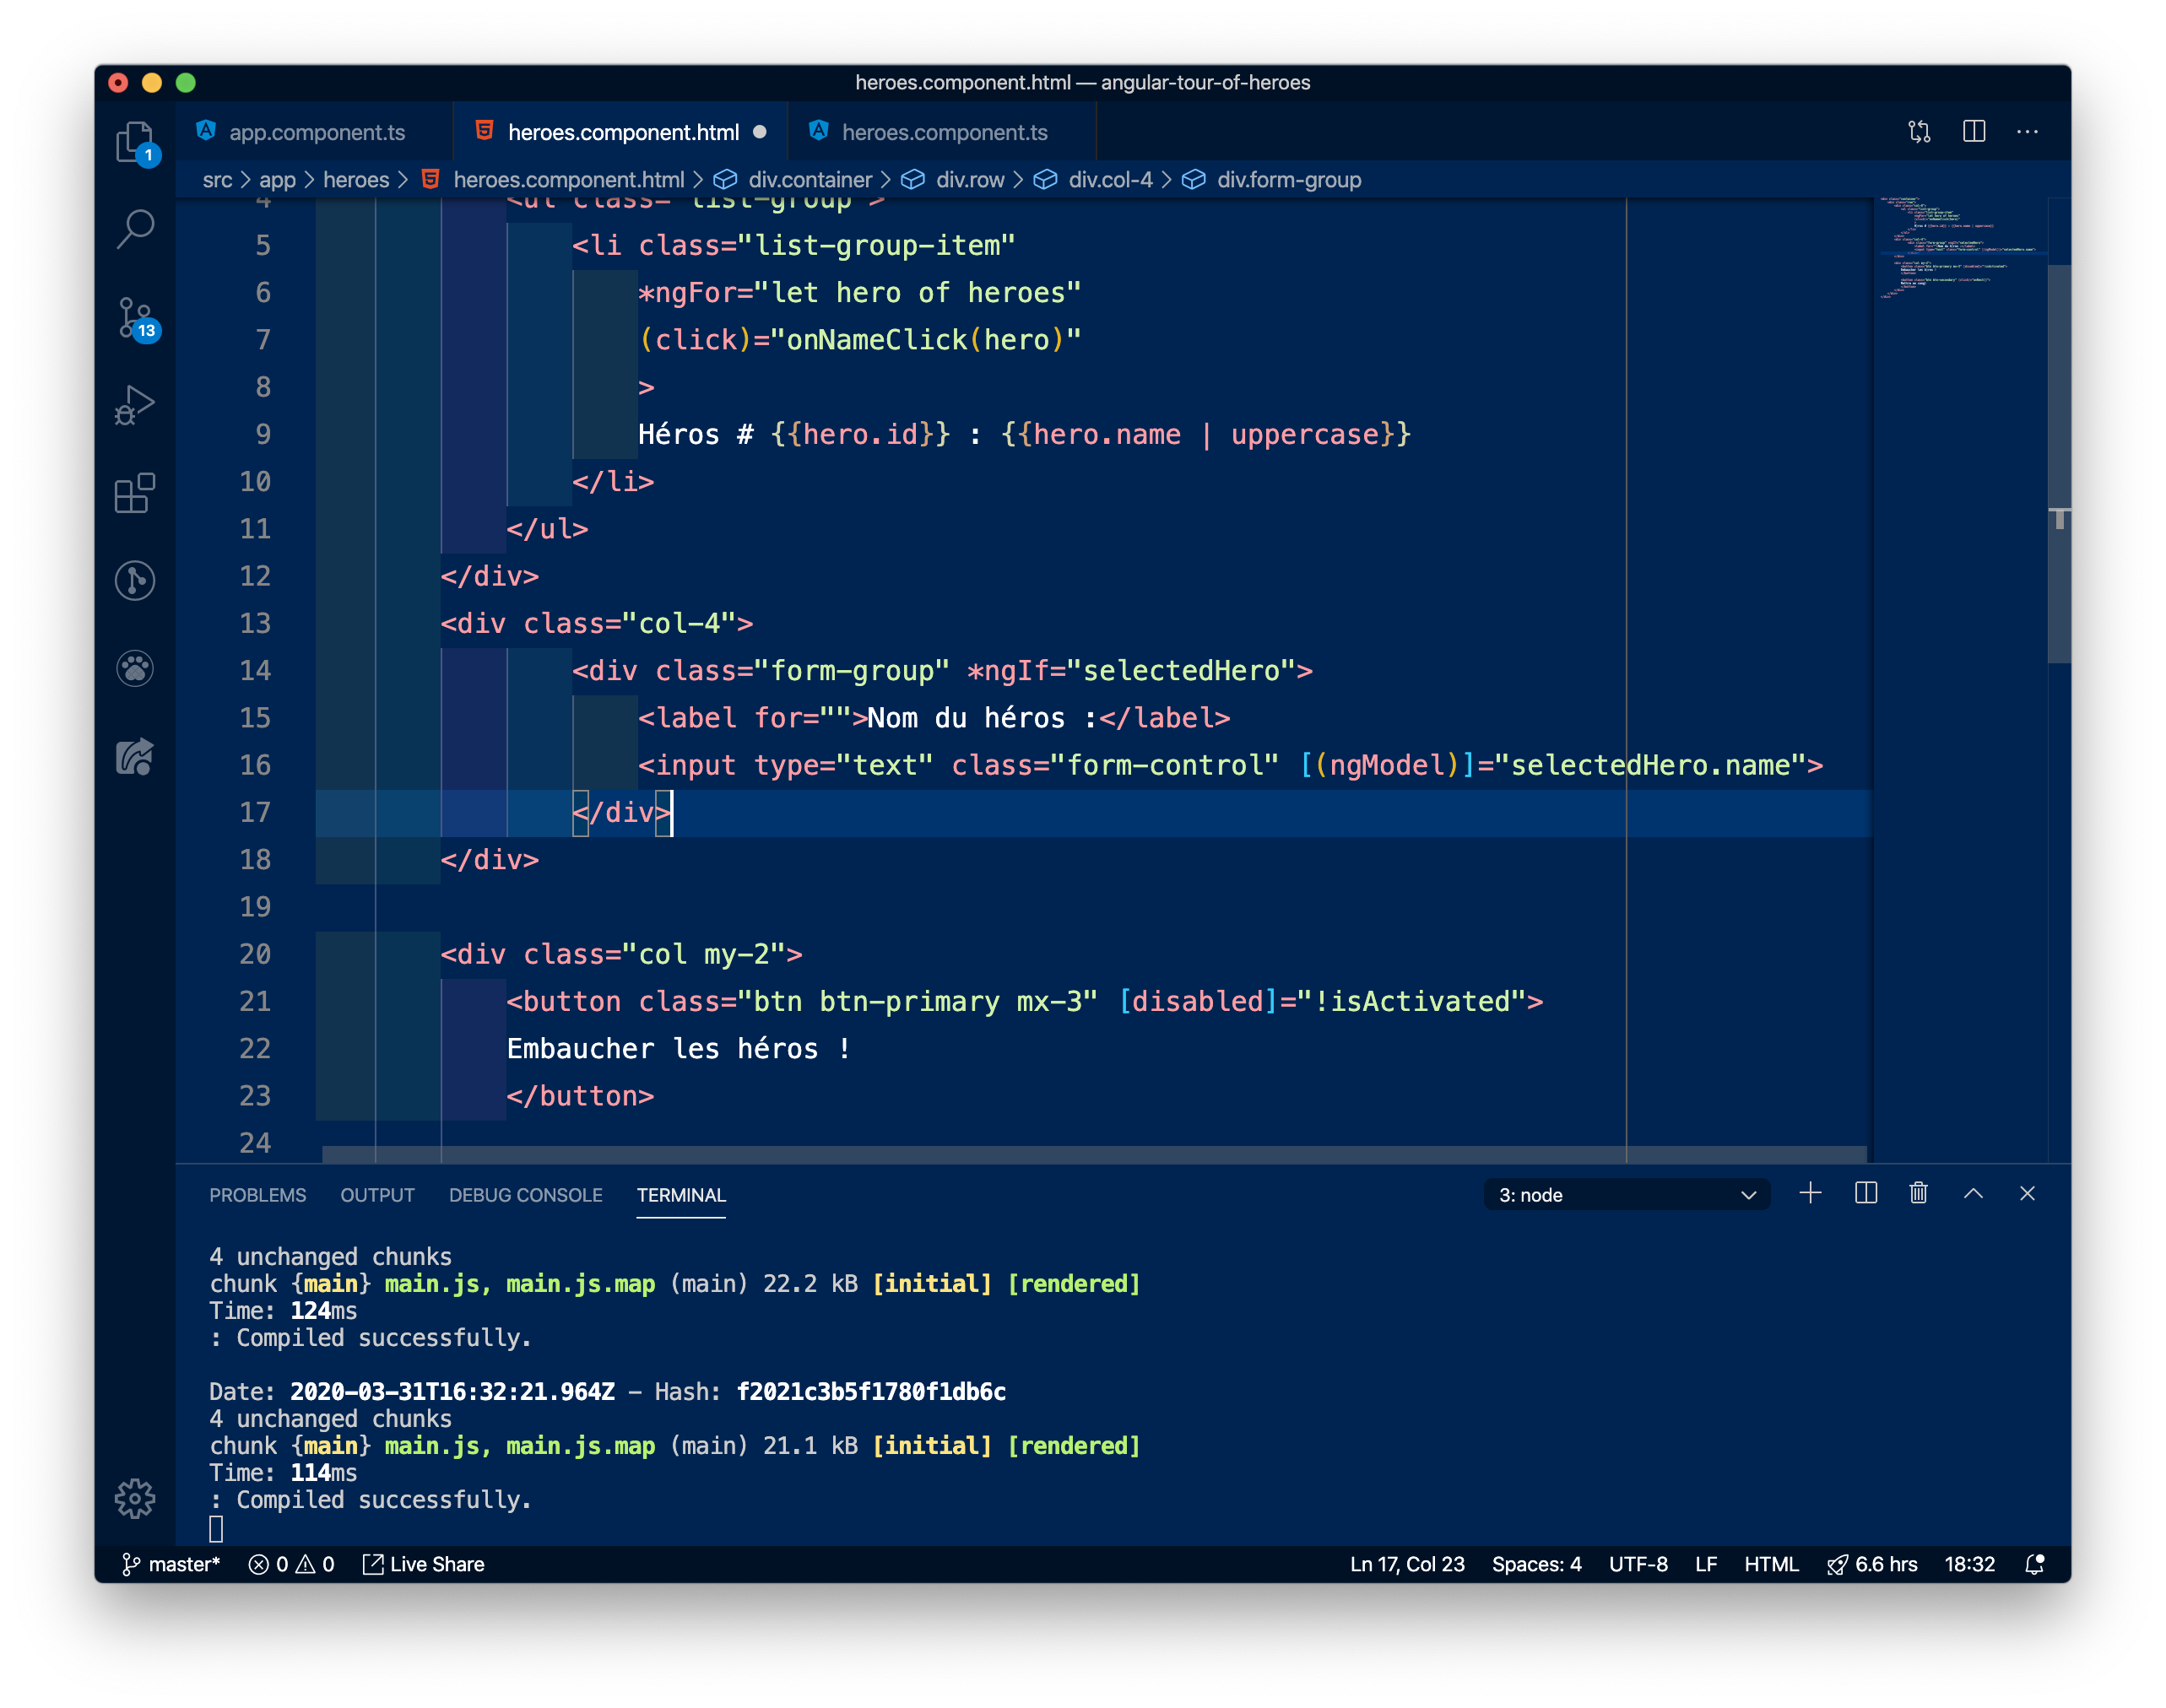 heroes.component.html — angular-tour-of-heroes
app.component.ts
heroes.component.html
heroes.component.ts
1
13
src > app > heroes > heroes.component.html > div.container > div.row > div.col-4 > div.form-group
4 <ul class="list-group">
5 <li class="list-group-item"
6 *ngFor="let hero of heroes"
7 (click)="onNameClick(hero)"
8 >
9 Héros # {{hero.id}} : {{hero.name | uppercase}}
10 </li>
11 </ul>
12 </div>
13 <div class="col-4">
14 <div class="form-group" *ngIf="selectedHero">
15 <label for="">Nom du héros :</label>
16 <input type="text" class="form-control" [(ngModel)]="selectedHero.name">
17 </div>
18 </div>
19
20 <div class="col my-2">
21 <button class="btn btn-primary mx-3" [disabled]="!isActivated">
22 Embaucher les héros !
23 </button>
24
PROBLEMS OUTPUT DEBUG CONSOLE TERMINAL 3: node
4 unchanged chunks
chunk {main} main.js, main.js.map (main) 22.2 kB [initial] [rendered]
Time: 124ms
: Compiled successfully.
Date: 2020-03-31T16:32:21.964Z - Hash: f2021c3b5f1780f1db6c
4 unchanged chunks
chunk {main} main.js, main.js.map (main) 21.1 kB [initial] [rendered]
Time: 114ms
: Compiled successfully.
master* 0 0 Live Share Ln 17, Col 23 Spaces: 4 UTF-8 LF HTML 6.6 hrs 18:32